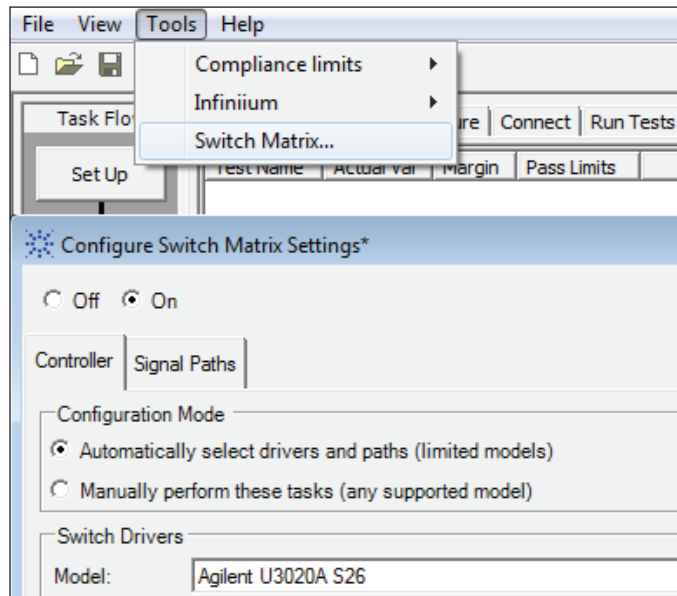 File View Tools Help
Compliance limits
Infiniium
Switch Matrix...
Task Flo
Connect Run Tests
Set Up
Test Name Actual Val Margin Pass Limits
Configure Switch Matrix Settings*
Off On
Controller Signal Paths
Configuration Mode
Automatically select drivers and paths (limited models)
Manually perform these tasks (any supported model)
Switch Drivers
Model: Agilent U3020A S26